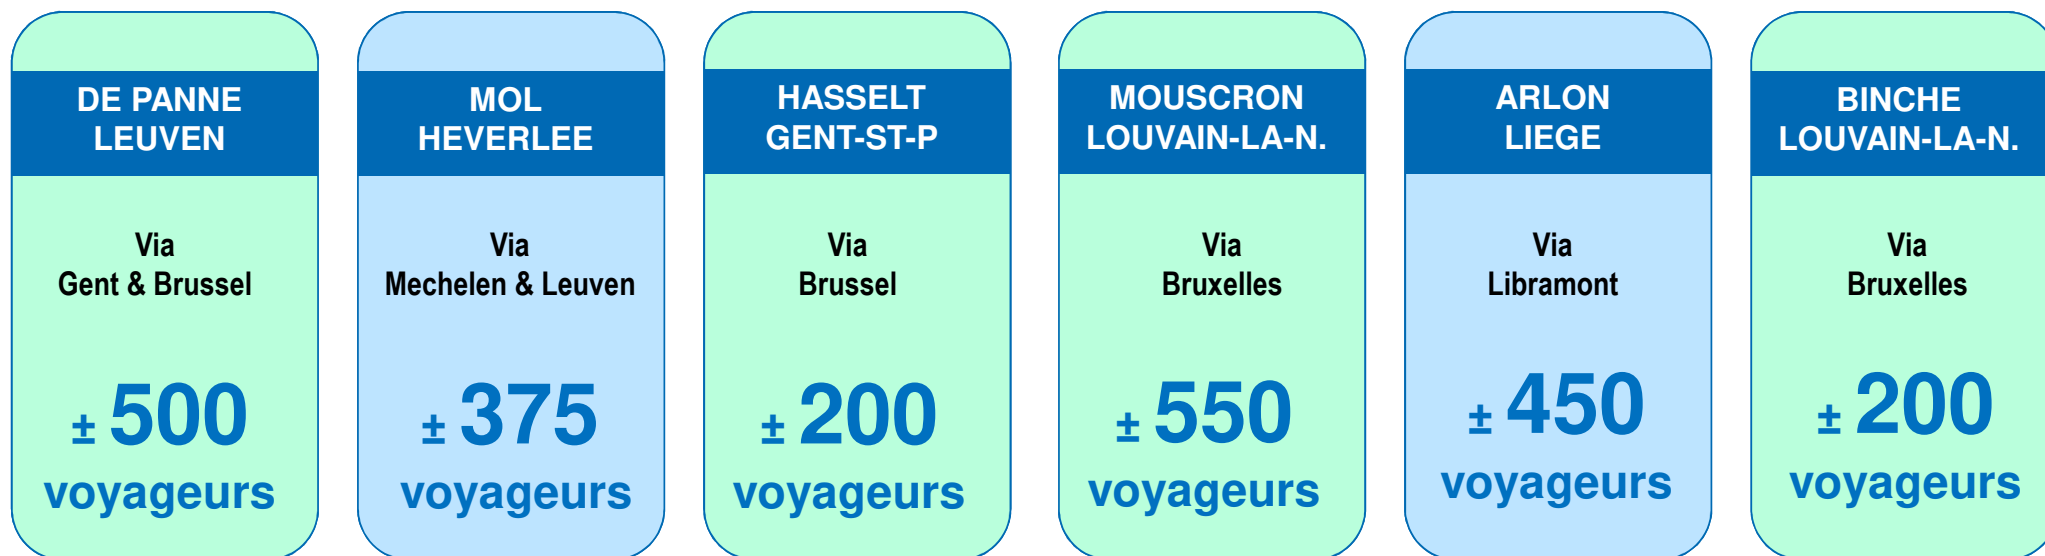 DE PANNE
LEUVEN
Via
Gent & Brussel
± 500
voyageurs
MOL
HEVERLEE
Via
Mechelen & Leuven
± 375
voyageurs
HASSELT
GENT-ST-P
Via
Brussel
± 200
voyageurs
MOUSCRON
LOUVAIN-LA-N.
Via
Bruxelles
± 550
voyageurs
ARLON
LIEGE
Via
Libramont
± 450
voyageurs
BINCHE
LOUVAIN-LA-N.
Via
Bruxelles
± 200
voyageurs